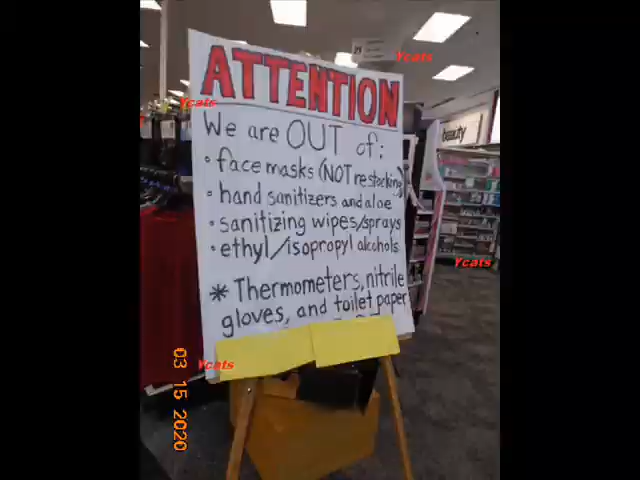 ATTENTION
We are OUT of:
• face masks (NOT restocking)
• hand sanitizers and aloe
• sanitizing wipes/sprays
• ethyl/isopropyl alcohols
* Thermometers, nitrile
gloves, and toilet paper
beauty
21
Ycats
Ycats
Ycats
Ycats
03 15 2020